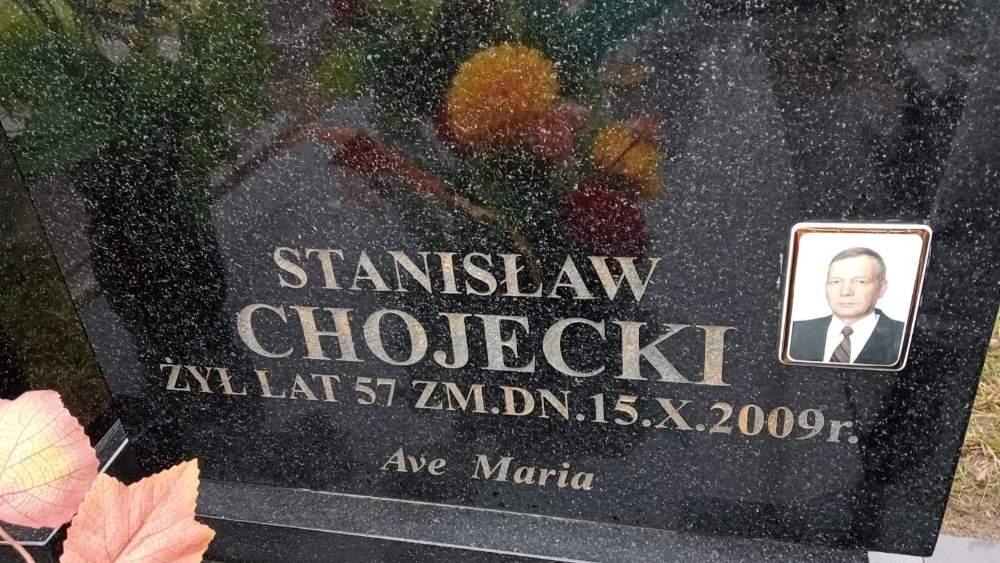 STANISŁAW
CHOJECKI
ŻYŁ LAT 57 ZM.DN.15.X.2009r.
Ave Maria